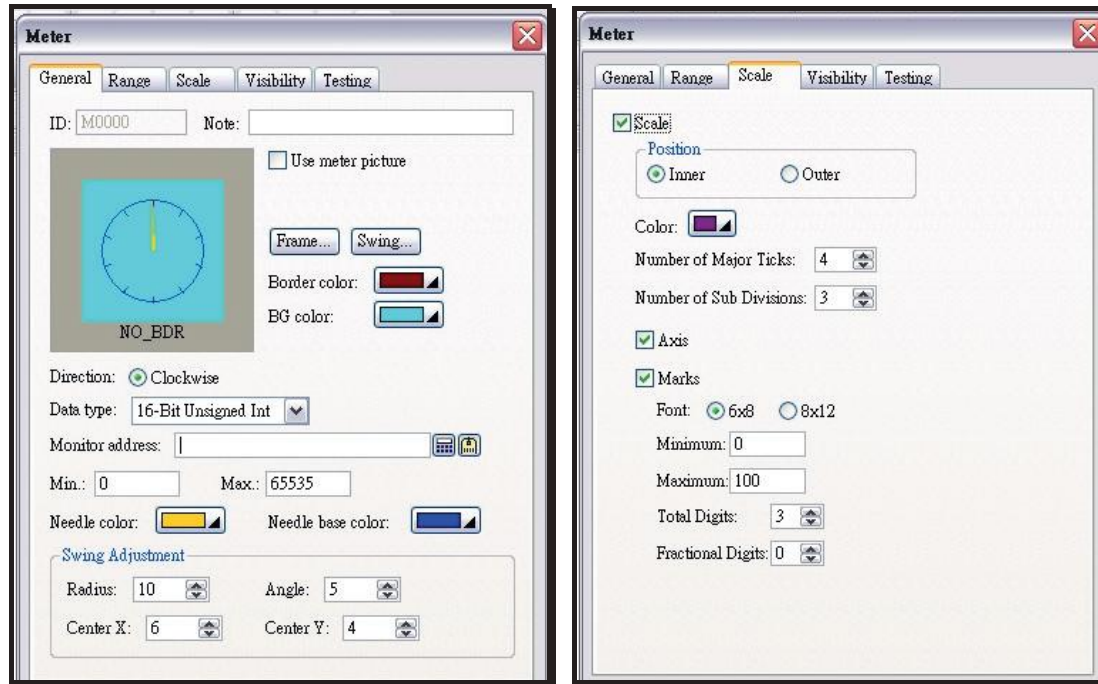 Meter
General Range Scale Visibility Testing
ID: M0000 Note:
Use meter picture
Frame... Swing...
Border color:
BG color:
NO_BDR
Direction: Clockwise
Data type: 16-Bit Unsigned Int
Monitor address:
Min.: 0 Max.: 65535
Needle color: Needle base color:
Swing Adjustment
Radius: 10 Angle: 5
Center X: 6 Center Y: 4
Meter
General Range Scale Visibility Testing
Scale
Position
Inner Outer
Color:
Number of Major Ticks: 4
Number of Sub Divisions: 3
Axis
Marks
Font: 6x8 8x12
Minimum: 0
Maximum: 100
Total Digits: 3
Fractional Digits: 0